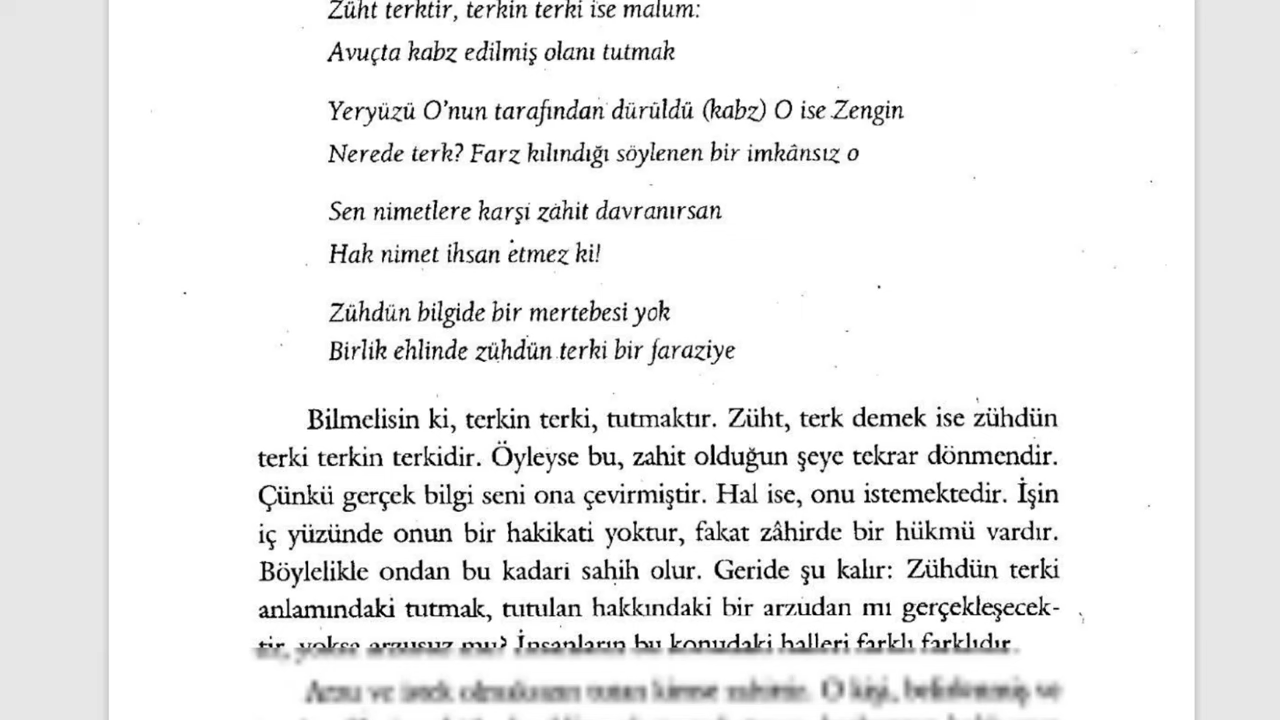 Züht terktir, terkin terki ise malum:
Avuçta kabz edilmiş olanı tutmak
Yeryüzü O'nun tarafından dürüldü (kabz) O ise Zengin
Nerede terk? Farz kılındığı söylenen bir imkânsız o
Sen nimetlere karşi zâhit davranırsan
Hak nimet ihsan etmez ki!
Zühdün bilgide bir mertebesi yok
Birlik ehlinde zühdün terki bir faraziye
Bilmelisin ki, terkin terki, tutmaktır. Züht, terk demek ise zühdün
terki terkin terkidir. Öyleyse bu, zahit olduğun şeye tekrar dönmendir.
Çünkü gerçek bilgi seni ona çevirmiştir. Hal ise, onu istemektedir. İşin
iç yüzünde onun bir hakikati yoktur, fakat zâhirde bir hükmü vardır.
Böylelikle ondan bu kadarı sahih olur. Geride şu kalır: Zühdün terki
anlamındaki tutmak, tutulan hakkındaki bir arzudan mı gerçekleşecek-
tir, yoksa arzusuz mu? İnsanların bu konudaki halleri farklı farklıdır.
O kişi,